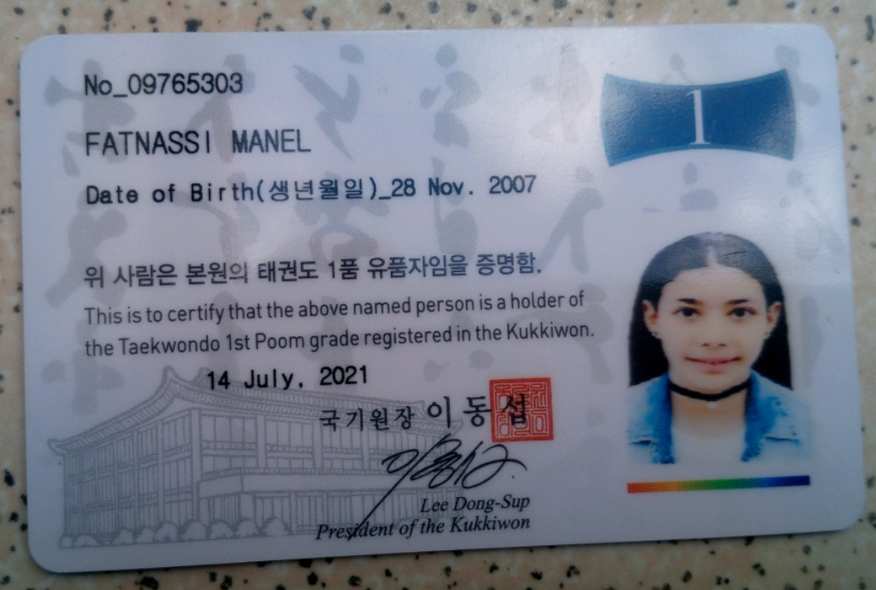 No_09765303
1
FATNASSI MANEL
Date of Birth(생년월일)_28 Nov. 2007
위 사람은 본원의 태권도 1품 유품자임을 증명함.
This is to certify that the above named person is a holder of
the Taekwondo 1st Poom grade registered in the Kukkiwon.
14 July, 2021
국기원장 이동섭
Lee Dong-Sup
President of the Kukkiwon